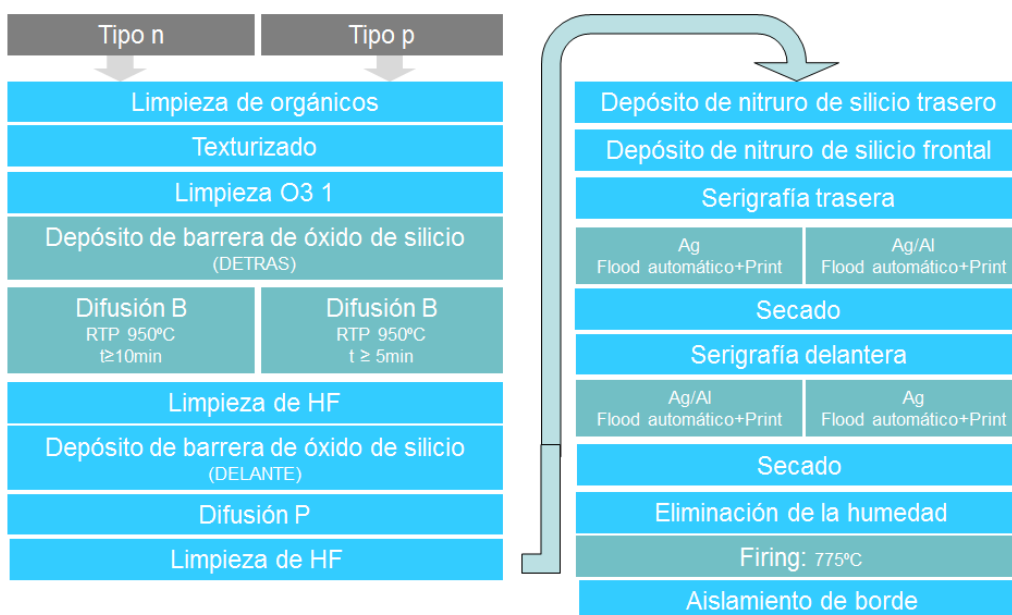 Tipo n
Tipo p
Limpieza de orgánicos
Texturizado
Limpieza O3 1
Depósito de barrera de óxido de silicio
(DETRAS)
Difusión B
RTP 950ºC
t≥10min
Difusión B
RTP 950ºC
t ≥ 5min
Limpieza de HF
Depósito de barrera de óxido de silicio
(DELANTE)
Difusión P
Limpieza de HF
Depósito de nitruro de silicio trasero
Depósito de nitruro de silicio frontal
Serigrafía trasera
Ag
Flood automático+Print
Ag/Al
Flood automático+Print
Secado
Serigrafía delantera
Ag/Al
Flood automático+Print
Ag
Flood automático+Print
Secado
Eliminación de la humedad
Firing: 775ºC
Aislamiento de borde